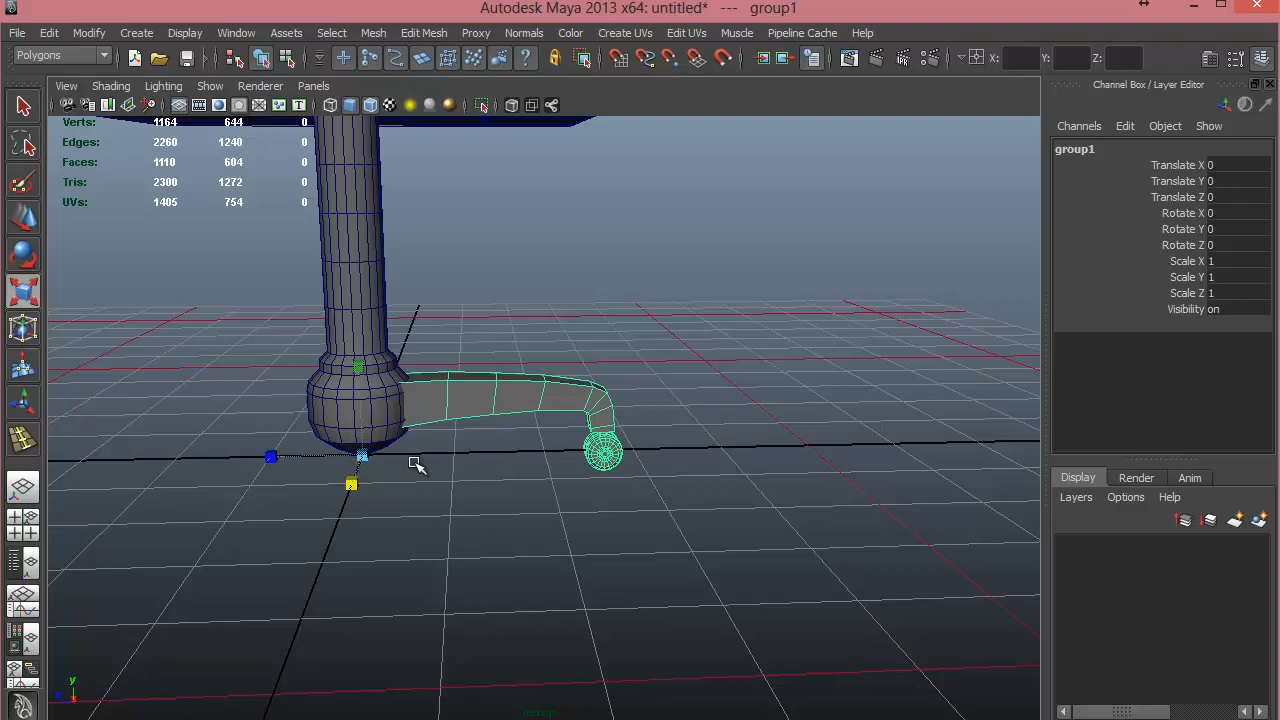 Autodesk Maya 2013 x64: untitled* --- group1
File Edit Modify Create Display Window Assets Select Mesh Edit Mesh Proxy Normals Color Create UVs Edit UVs Muscle Pipeline Cache Help
Polygons
X: Y: Z:
View Shading Lighting Show Renderer Panels
Channel Box / Layer Editor
Channels Edit Object Show
Verts: 1164 644 0
Edges: 2260 1240 0
Faces: 1110 604 0
Tris: 2300 1272 0
UVs: 1405 754 0
group1
Translate X 0
Translate Y 0
Translate Z 0
Rotate X 0
Rotate Y 0
Rotate Z 0
Scale X 1
Scale Y 1
Scale Z 1
Visibility on
Display Render Anim
Layers Options Help
y
z
persp